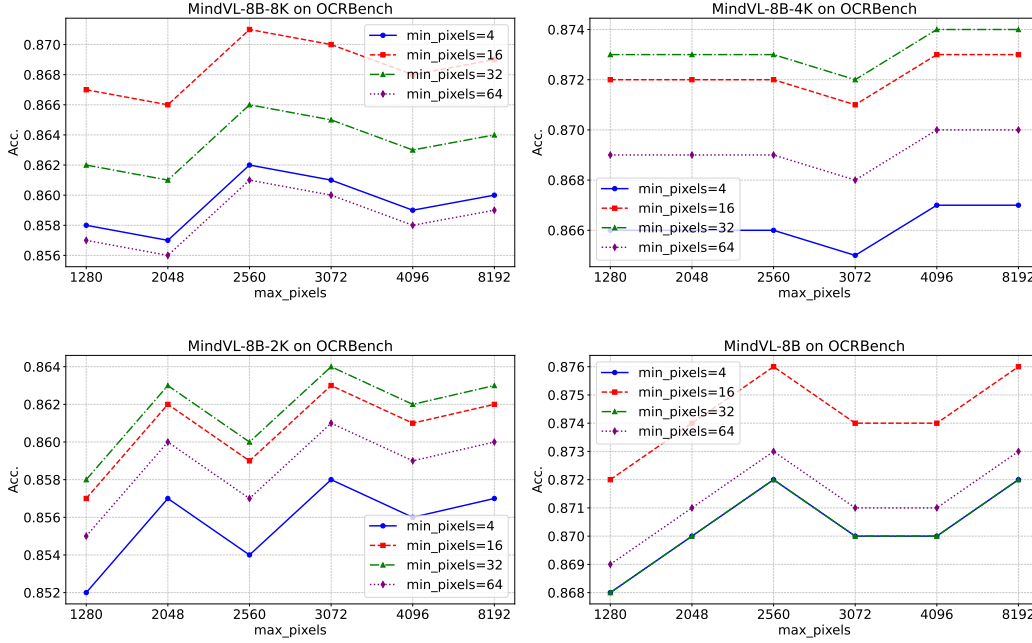 MindVL-8B-8K on OCRBench
Acc.
0.870
0.868
0.866
0.864
0.862
0.860
0.858
0.856
min_pixels=4
min_pixels=16
min_pixels=32
min_pixels=64
1280 2048 2560 3072 4096 8192
max_pixels
MindVL-8B-4K on OCRBench
Acc.
0.874
0.872
0.870
0.868
0.866
min_pixels=4
min_pixels=16
min_pixels=32
min_pixels=64
1280 2048 2560 3072 4096 8192
max_pixels
MindVL-8B-2K on OCRBench
Acc.
0.864
0.862
0.860
0.858
0.856
0.854
0.852
min_pixels=4
min_pixels=16
min_pixels=32
min_pixels=64
1280 2048 2560 3072 4096 8192
max_pixels
MindVL-8B on OCRBench
Acc.
0.876
0.875
0.874
0.873
0.872
0.871
0.870
0.869
0.868
min_pixels=4
min_pixels=16
min_pixels=32
min_pixels=64
1280 2048 2560 3072 4096 8192
max_pixels